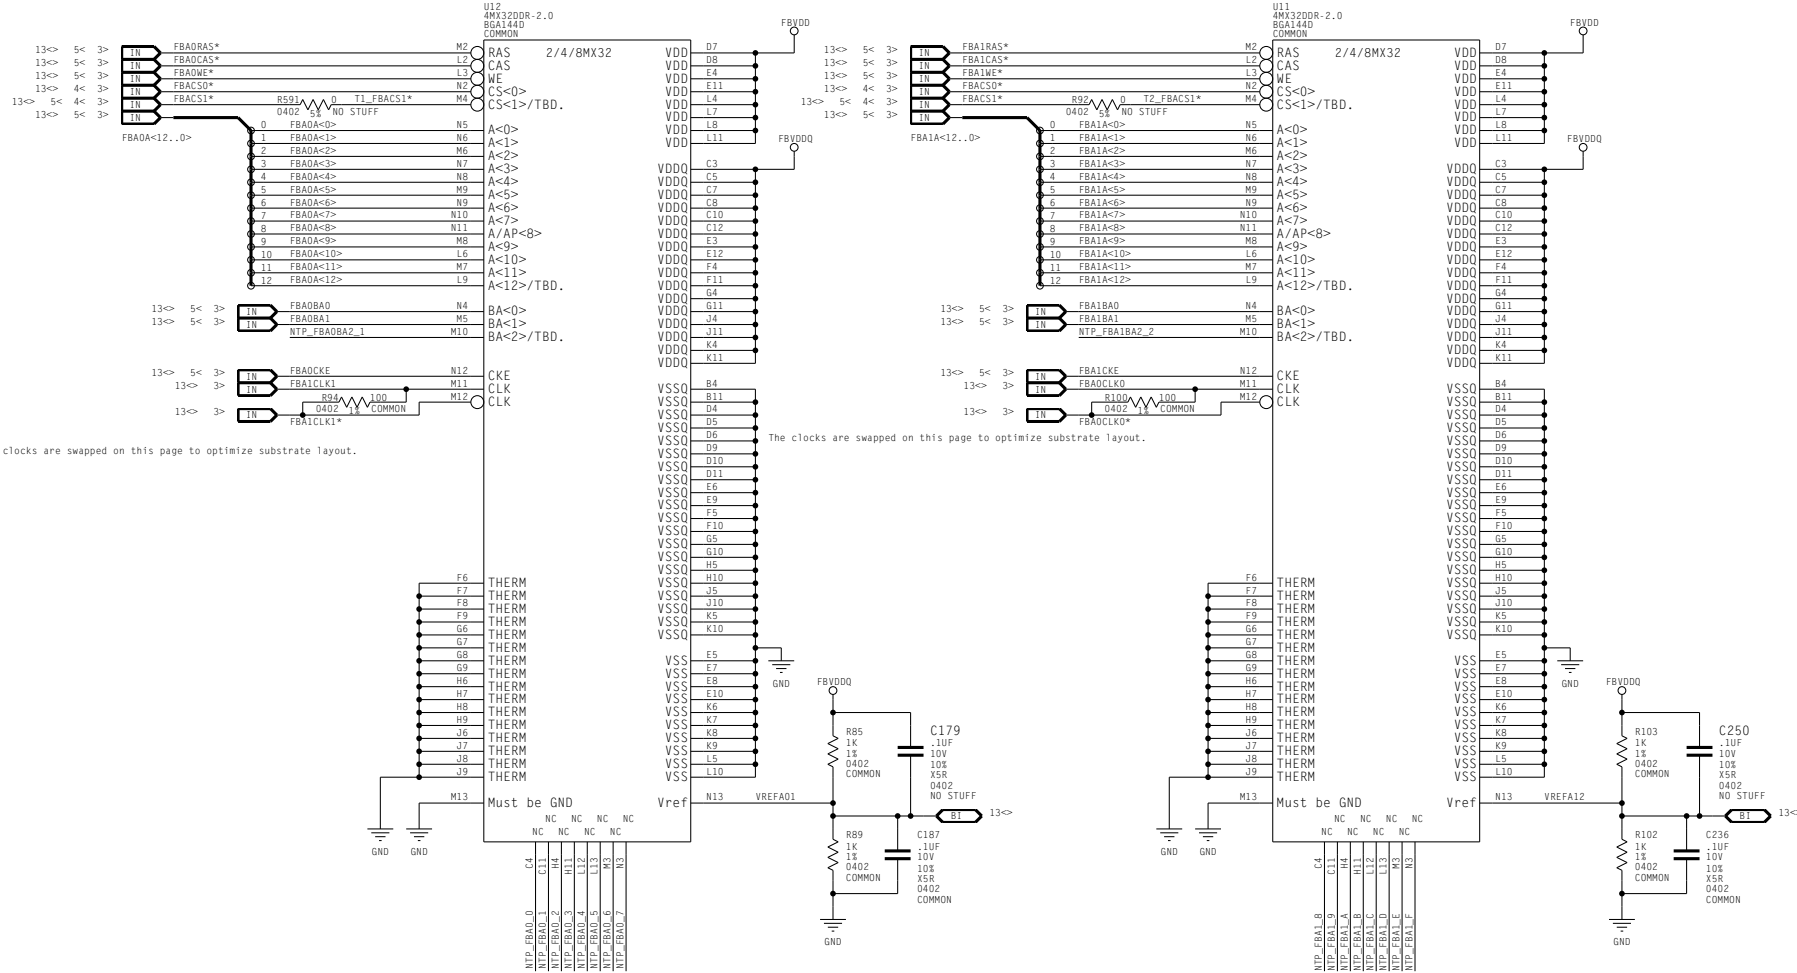 U12
4MX32DDR-2.0
BGA144D
COMMON
2/4/8MX32
13<> 5< 3> IN FBA0RAS* M2 RAS
13<> 5< 3> IN FBA0CAS* L2 CAS
13<> 5< 3> IN FBA0WE* L3 WE
13<> 4< 3> IN FBACS0* N2 CS<0>
13<> 5< 4< 3> IN FBACS1* R591 0 T1_FBACS1* M4 CS<1>/TBD.
0402 5% NO STUFF
13<> 5< 3> IN
FBA0A<12..0>
0 FBA0A<0> N5 A<0>
1 FBA0A<1> N6 A<1>
2 FBA0A<2> M6 A<2>
3 FBA0A<3> N7 A<3>
4 FBA0A<4> N8 A<4>
5 FBA0A<5> M9 A<5>
6 FBA0A<6> N9 A<6>
7 FBA0A<7> N10 A<7>
8 FBA0A<8> N11 A/AP<8>
9 FBA0A<9> M8 A<9>
10 FBA0A<10> L6 A<10>
11 FBA0A<11> M7 A<11>
12 FBA0A<12> L9 A<12>/TBD.
13<> 5< 3> IN FBA0BA0 N4 BA<0>
13<> 5< 3> IN FBA0BA1 M5 BA<1>
NTP_FBA0BA2_1 M10 BA<2>/TBD.
13<> 5< 3> IN FBA0CKE N12 CKE
13<> 3> IN FBA1CLK1 M11 CLK
R94 100 M12 CLK
0402 1% COMMON
13<> 3> IN
FBA1CLK1*
clocks are swapped on this page to optimize substrate layout.
F6 THERM
F7 THERM
F8 THERM
F9 THERM
G6 THERM
G7 THERM
G8 THERM
G9 THERM
H6 THERM
H7 THERM
H8 THERM
H9 THERM
J6 THERM
J7 THERM
J8 THERM
J9 THERM
M13 Must be GND
GND GND
NC NC NC NC
NC NC NC NC
C4 C11 H4 H11 L12 L13 M3 N3
NTP_FBA0_0
NTP_FBA0_1
NTP_FBA0_2
NTP_FBA0_3
NTP_FBA0_4
NTP_FBA0_5
NTP_FBA0_6
NTP_FBA0_7
FBVDD
VDD D7
VDD D8
VDD E4
VDD E11
VDD L4
VDD L7
VDD L8
VDD L11
FBVDDQ
VDDQ C3
VDDQ C5
VDDQ C7
VDDQ C8
VDDQ C10
VDDQ C12
VDDQ E3
VDDQ E12
VDDQ F4
VDDQ F11
VDDQ G4
VDDQ G11
VDDQ J4
VDDQ J11
VDDQ K4
VDDQ K11
VSSQ B4
VSSQ B11
VSSQ D4
VSSQ D5
VSSQ D6
VSSQ D9
VSSQ D10
VSSQ D11
VSSQ E6
VSSQ E9
VSSQ F5
VSSQ F10
VSSQ G5
VSSQ G10
VSSQ H5
VSSQ H10
VSSQ J5
VSSQ J10
VSSQ K5
VSSQ K10
VSS E5
VSS E7
VSS E8
VSS E10
VSS K6
VSS K7
VSS K8
VSS K9
VSS L5
VSS L10
GND
Vref N13 VREFA01
FBVDDQ
R85
1K
1%
0402
COMMON
C179
.1UF
10V
10%
X5R
0402
NO STUFF
BI 13<>
R89
1K
1%
0402
COMMON
C187
.1UF
10V
10%
X5R
0402
COMMON
GND
U11
4MX32DDR-2.0
BGA144D
COMMON
2/4/8MX32
13<> 5< 3> IN FBA1RAS* M2 RAS
13<> 5< 3> IN FBA1CAS* L2 CAS
13<> 5< 3> IN FBA1WE* L3 WE
13<> 4< 3> IN FBACS0* N2 CS<0>
13<> 5< 4< 3> IN FBACS1* R92 0 T2_FBACS1* M4 CS<1>/TBD.
0402 5% NO STUFF
13<> 5< 3> IN
FBA1A<12..0>
0 FBA1A<0> N5 A<0>
1 FBA1A<1> N6 A<1>
2 FBA1A<2> M6 A<2>
3 FBA1A<3> N7 A<3>
4 FBA1A<4> N8 A<4>
5 FBA1A<5> M9 A<5>
6 FBA1A<6> N9 A<6>
7 FBA1A<7> N10 A<7>
8 FBA1A<8> N11 A/AP<8>
9 FBA1A<9> M8 A<9>
10 FBA1A<10> L6 A<10>
11 FBA1A<11> M7 A<11>
12 FBA1A<12> L9 A<12>/TBD.
13<> 5< 3> IN FBA1BA0 N4 BA<0>
13<> 5< 3> IN FBA1BA1 M5 BA<1>
NTP_FBA1BA2_2 M10 BA<2>/TBD.
13<> 5< 3> IN FBA1CKE N12 CKE
13<> 3> IN FBA0CLK0 M11 CLK
R100 100 M12 CLK
0402 1% COMMON
13<> 3> IN
FBA0CLK0*
The clocks are swapped on this page to optimize substrate layout.
F6 THERM
F7 THERM
F8 THERM
F9 THERM
G6 THERM
G7 THERM
G8 THERM
G9 THERM
H6 THERM
H7 THERM
H8 THERM
H9 THERM
J6 THERM
J7 THERM
J8 THERM
J9 THERM
M13 Must be GND
GND GND
NC NC NC NC
NC NC NC NC
C4 C11 H4 H11 L12 L13 M3 N3
NTP_FBA1_8
NTP_FBA1_9
NTP_FBA1_A
NTP_FBA1_B
NTP_FBA1_C
NTP_FBA1_D
NTP_FBA1_E
NTP_FBA1_F
FBVDD
VDD D7
VDD D8
VDD E4
VDD E11
VDD L4
VDD L7
VDD L8
VDD L11
FBVDDQ
VDDQ C3
VDDQ C5
VDDQ C7
VDDQ C8
VDDQ C10
VDDQ C12
VDDQ E3
VDDQ E12
VDDQ F4
VDDQ F11
VDDQ G4
VDDQ G11
VDDQ J4
VDDQ J11
VDDQ K4
VDDQ K11
VSSQ B4
VSSQ B11
VSSQ D4
VSSQ D5
VSSQ D6
VSSQ D9
VSSQ D10
VSSQ D11
VSSQ E6
VSSQ E9
VSSQ F5
VSSQ F10
VSSQ G5
VSSQ G10
VSSQ H5
VSSQ H10
VSSQ J5
VSSQ J10
VSSQ K5
VSSQ K10
VSS E5
VSS E7
VSS E8
VSS E10
VSS K6
VSS K7
VSS K8
VSS K9
VSS L5
VSS L10
GND
Vref N13 VREFA12
FBVDDQ
R103
1K
1%
0402
COMMON
C250
.1UF
10V
10%
X5R
0402
NO STUFF
BI 13<
R102
1K
1%
0402
COMMON
C236
.1UF
10V
10%
X5R
0402
COMMON
GND